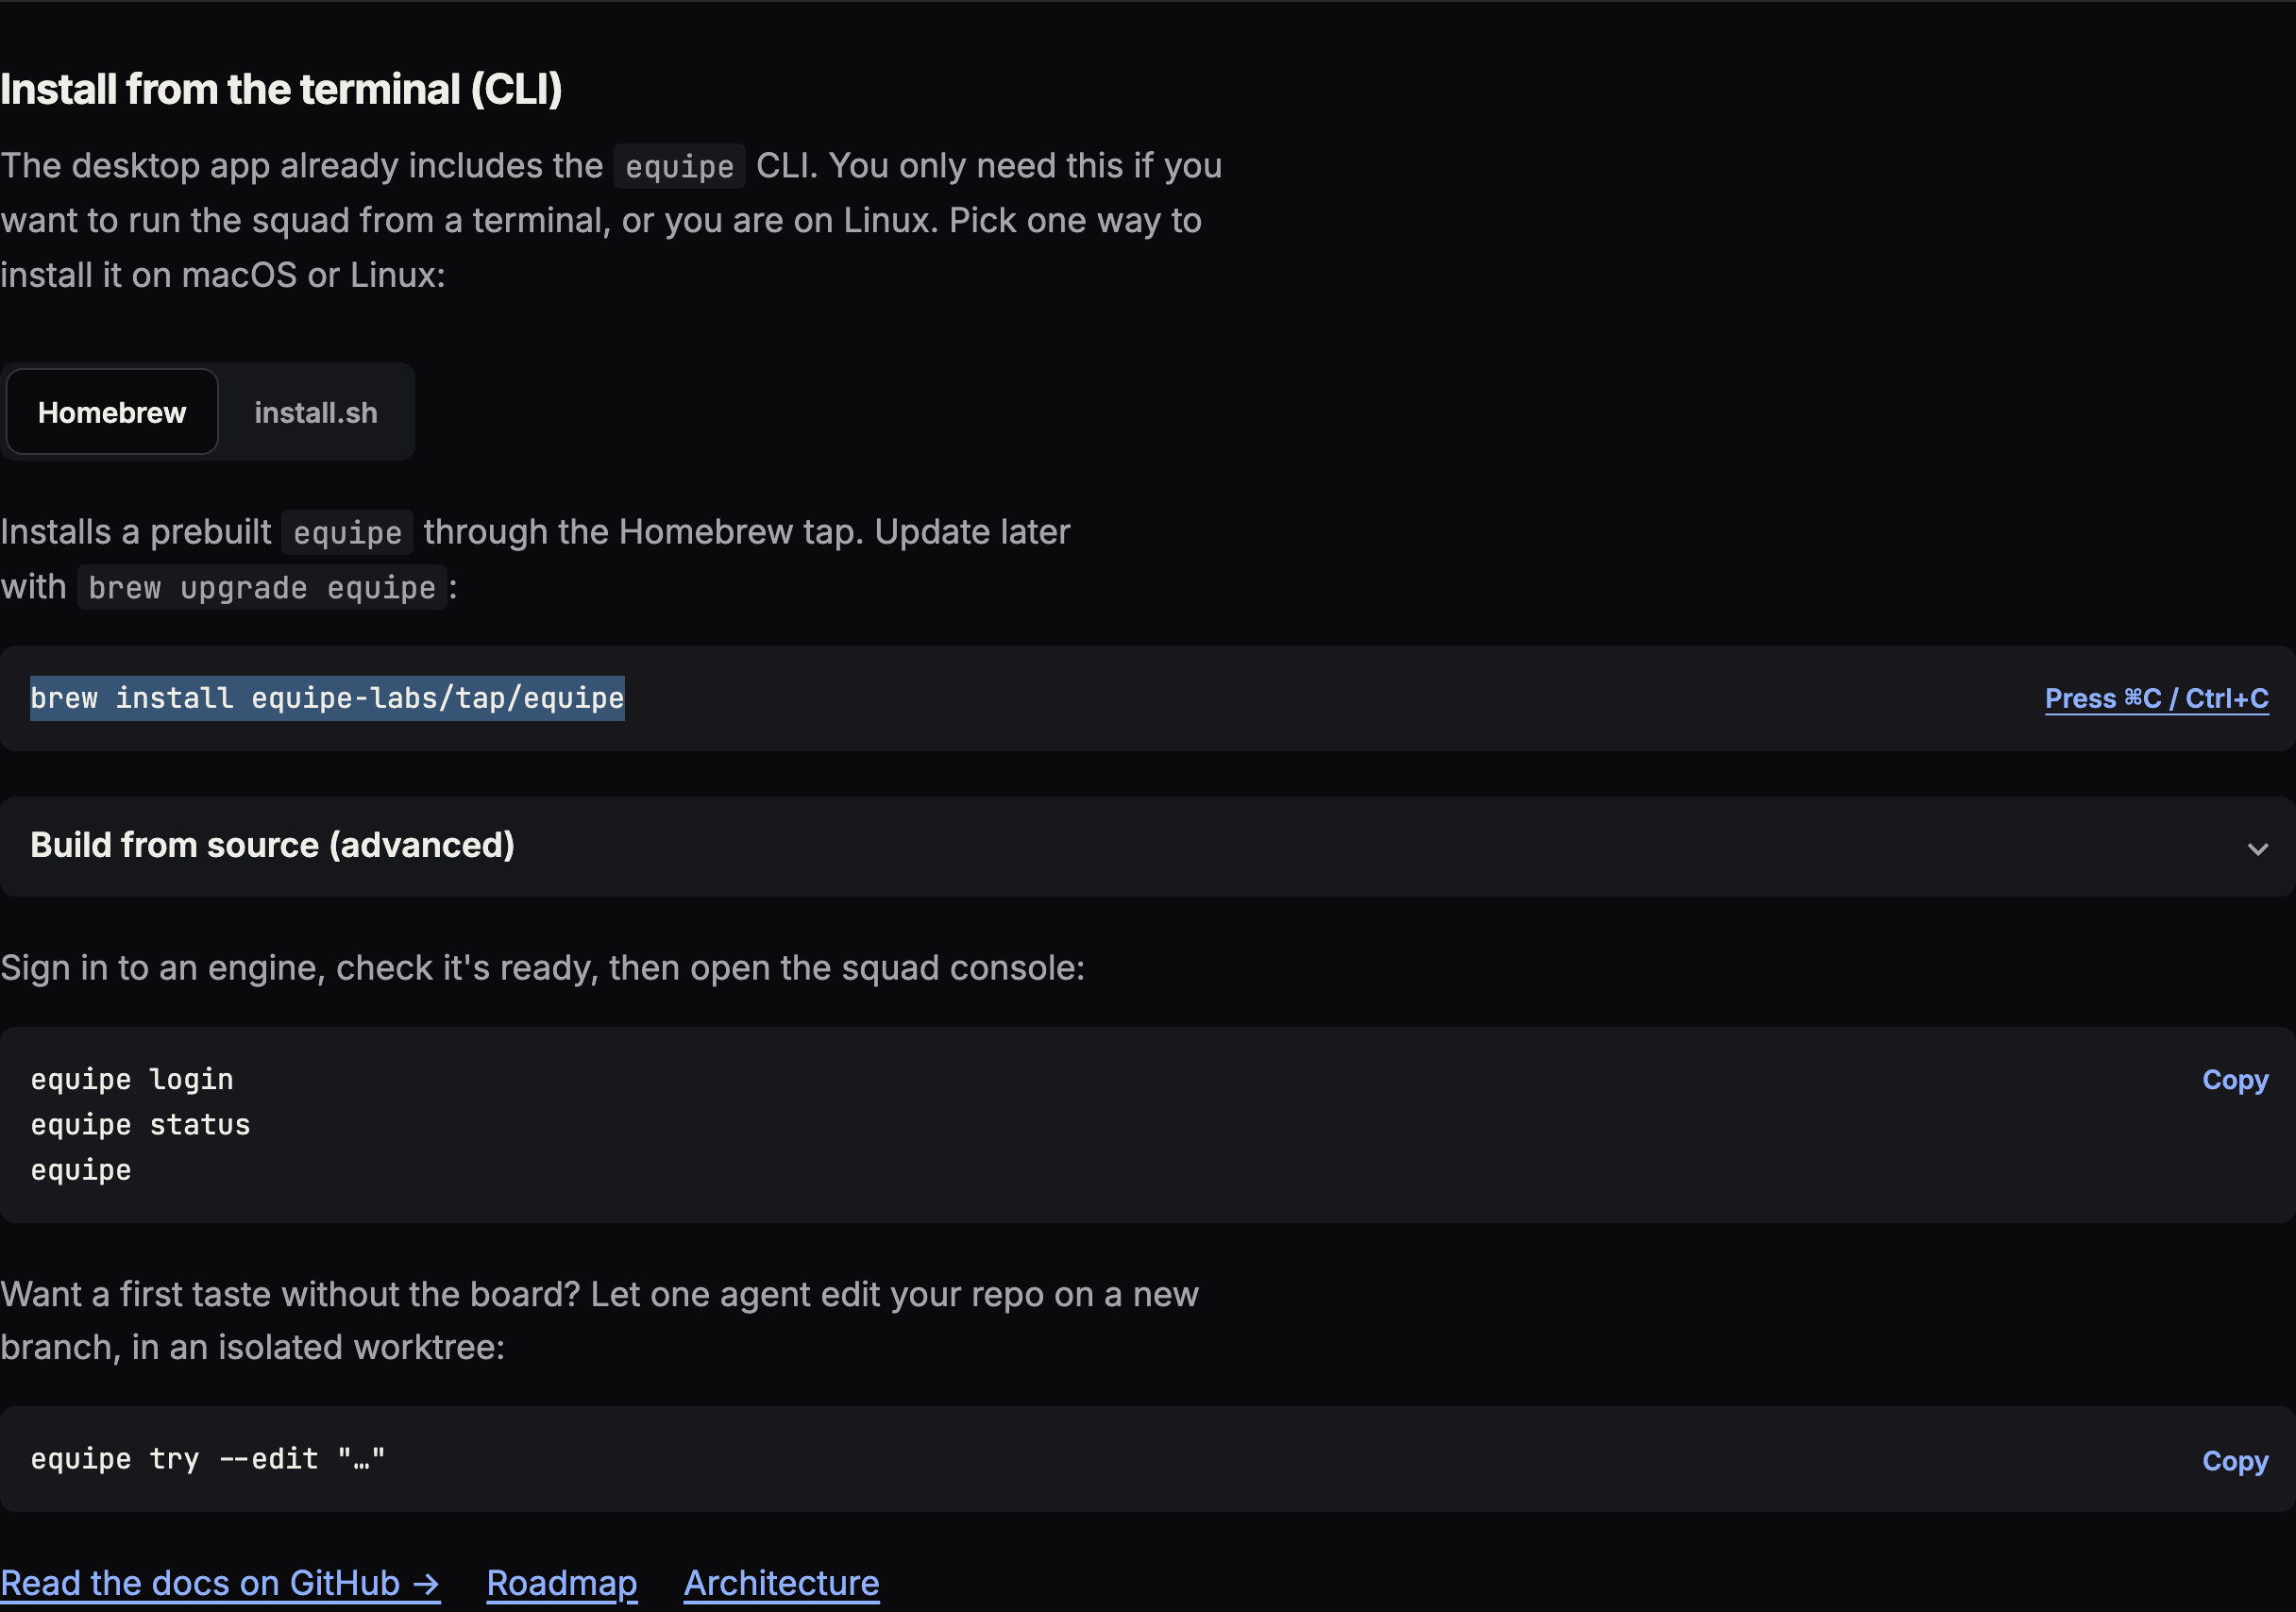 Install from the terminal (CLI)
The desktop app already includes the equipe CLI. You only need this if you
want to run the squad from a terminal, or you are on Linux. Pick one way to
install it on macOS or Linux:
Homebrew install.sh
Installs a prebuilt equipe through the Homebrew tap. Update later
with brew upgrade equipe:
brew install equipe-labs/tap/equipe Press ⌘C / Ctrl+C
Build from source (advanced)
Sign in to an engine, check it's ready, then open the squad console:
equipe login Copy
equipe status
equipe
Want a first taste without the board? Let one agent edit your repo on a new
branch, in an isolated worktree:
equipe try --edit "…" Copy
Read the docs on GitHub → Roadmap Architecture